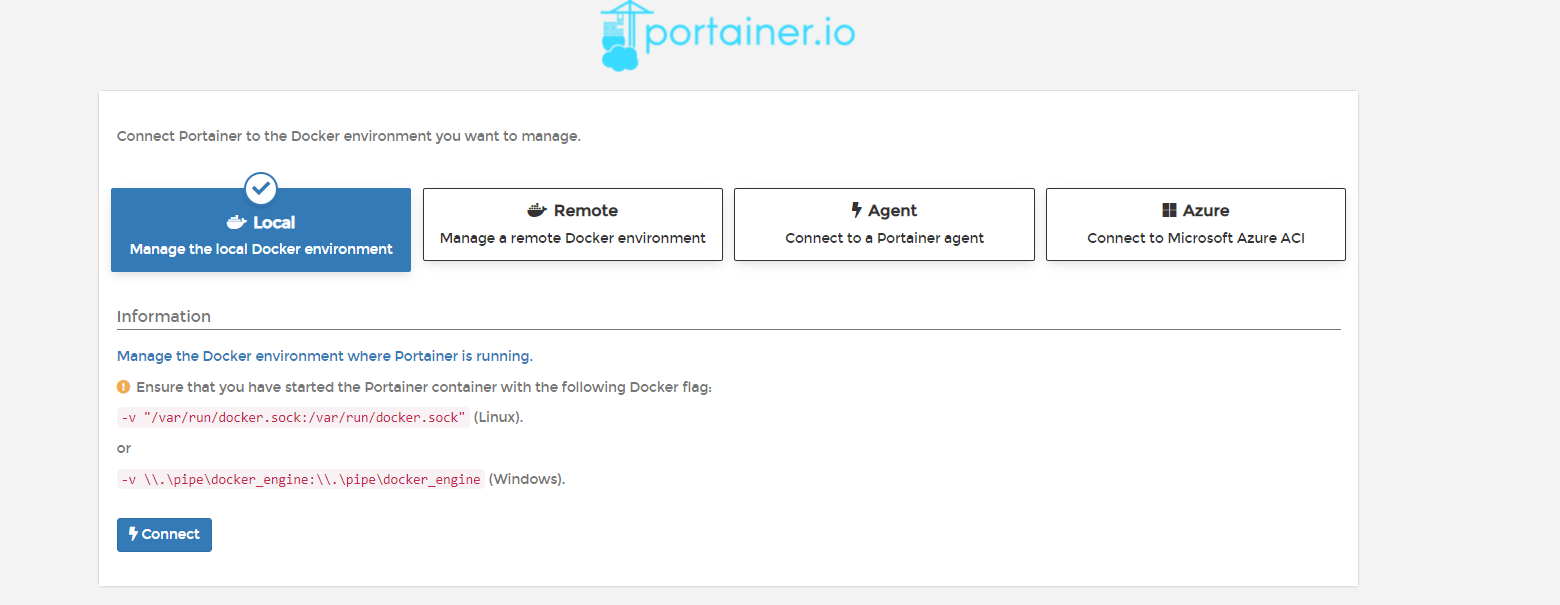 portainer.io
Connect Portainer to the Docker environment you want to manage.
Local
Manage the local Docker environment
Remote
Manage a remote Docker environment
Agent
Connect to a Portainer agent
Azure
Connect to Microsoft Azure ACI
Information
Manage the Docker environment where Portainer is running.
Ensure that you have started the Portainer container with the following Docker flag:
-v "/var/run/docker.sock:/var/run/docker.sock" (Linux).
or
-v \\.\pipe\docker_engine:\\.\pipe\docker_engine (Windows).
Connect